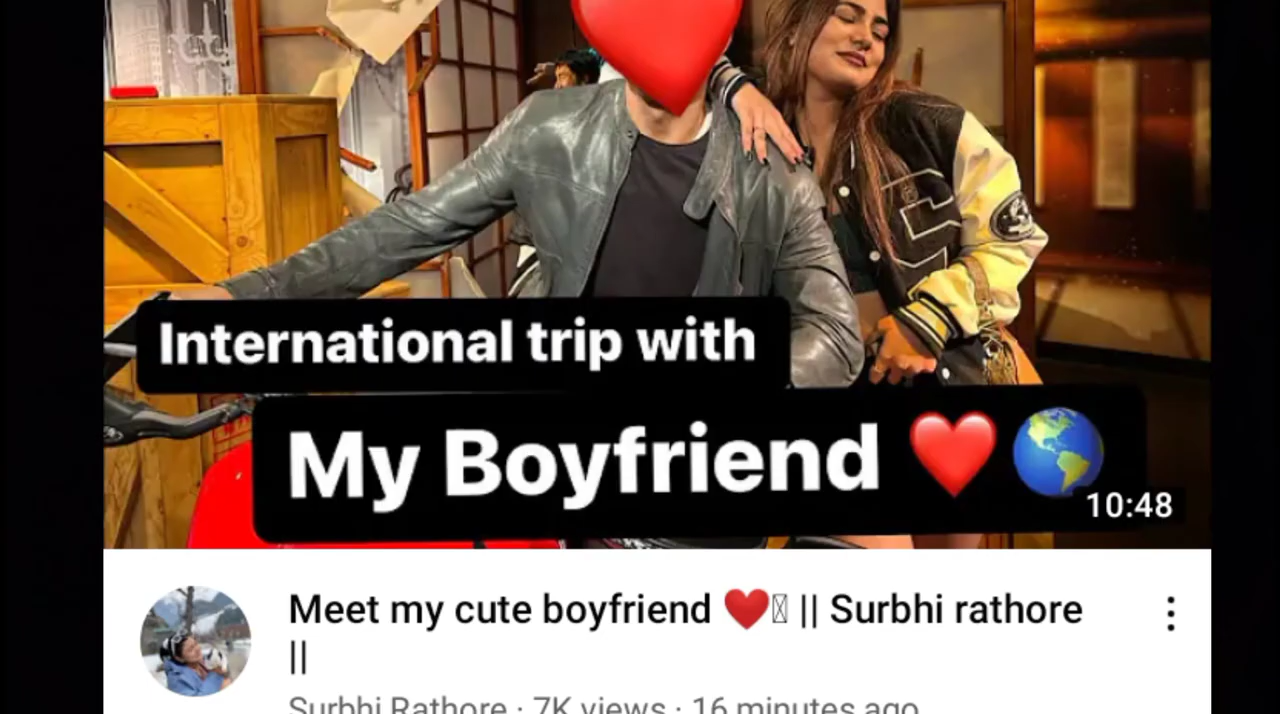 International trip with
My Boyfriend ❤️🌎
10:48
Meet my cute boyfriend ❤️ || Surbhi rathore
||
Surbhi Rathore · 7K views · 16 minutes ago